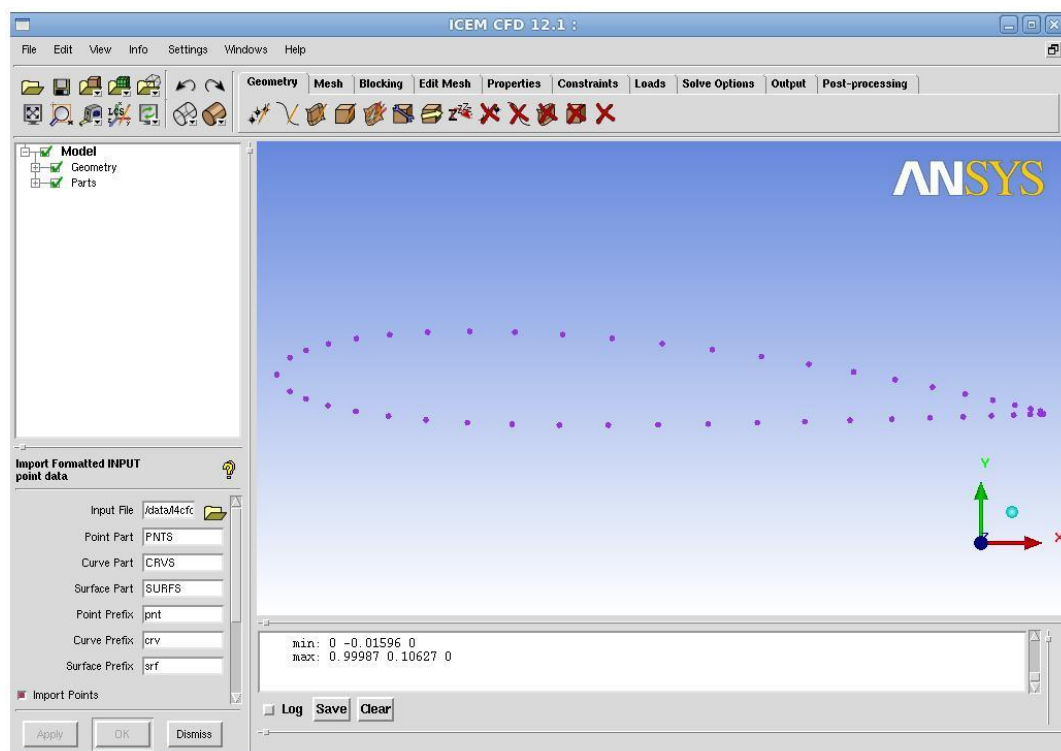 ICEM CFD 12.1 :
File Edit View Info Settings Windows Help
Geometry Mesh Blocking Edit Mesh Properties Constraints Loads Solve Options Output Post-processing
Model
Geometry
Parts
ANSYS
Import Formatted INPUT
point data
Input File /data/l4cfc
Point Part PNTS
Curve Part CRVS
Surface Part SURFS
Point Prefix pnt
Curve Prefix crv
Surface Prefix srf
Import Points
Apply OK Dismiss
Y
Z
X
min: 0 -0.01596 0
max: 0.99987 0.10627 0
Log Save Clear